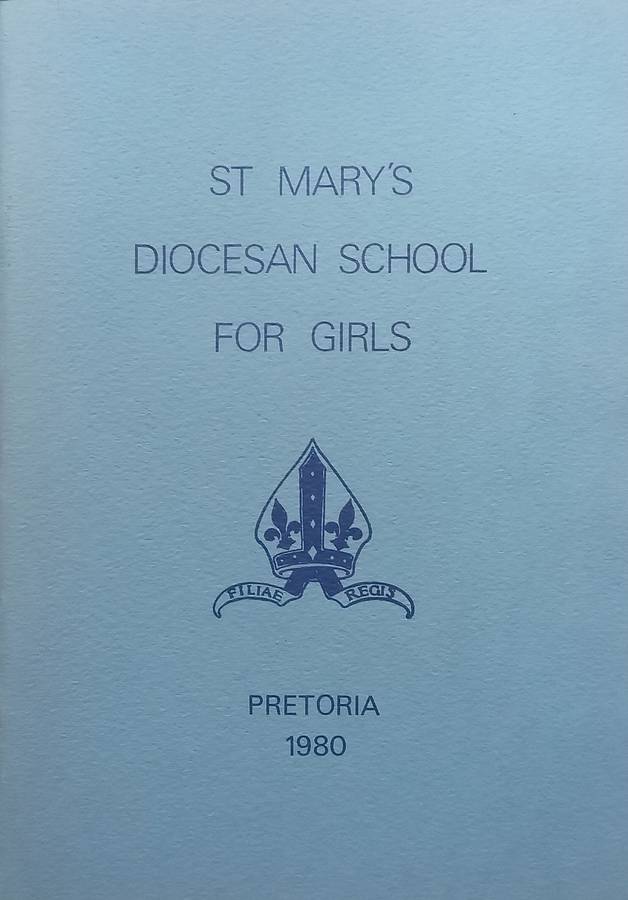 ST MARY'S
DIOCESAN SCHOOL
FOR GIRLS
FILIAE REGIS
PRETORIA
1980